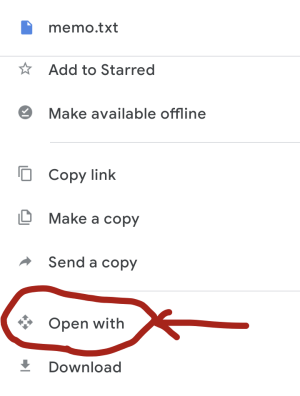 memo.txt
Add to Starred
Make available offline
Copy link
Make a copy
Send a copy
Open with
Download